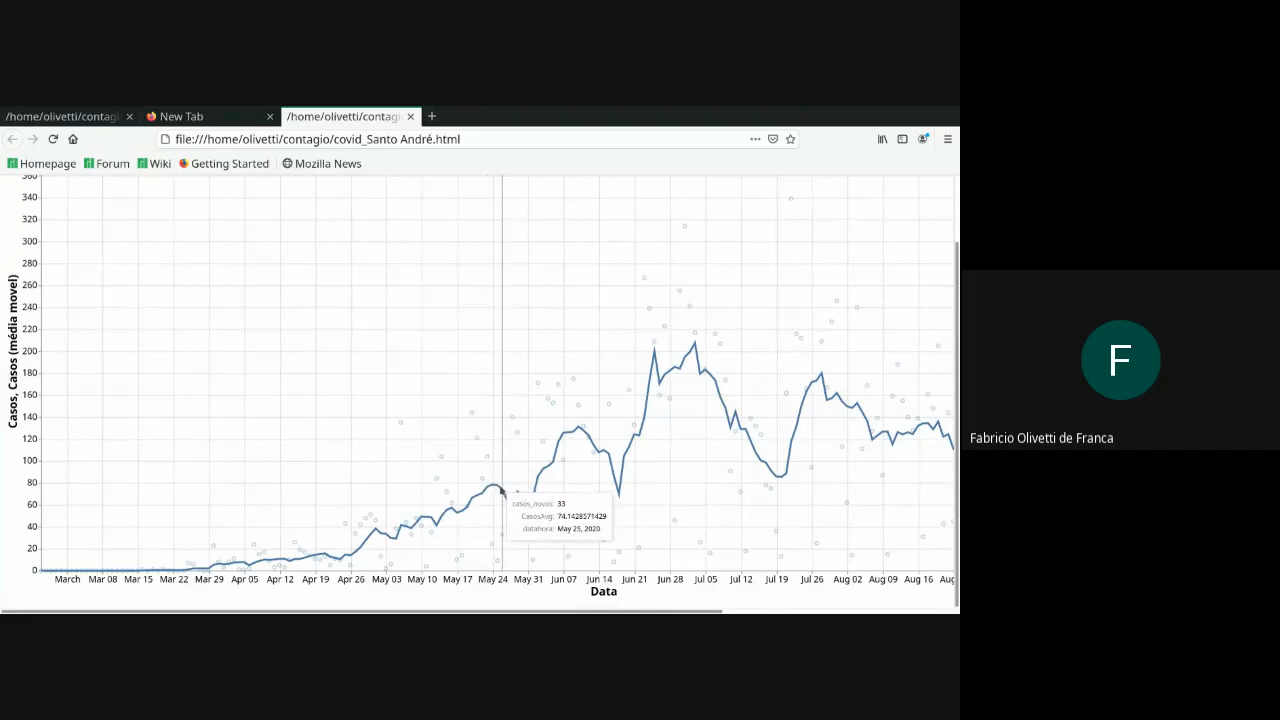 /home/olivetti/contagi
New Tab
/home/olivetti/contagi
file:///home/olivetti/contagio/covid_Santo André.html
Homepage
Forum
Wiki
Getting Started
Mozilla News
Casos, Casos (média movel)
360
340
320
300
280
260
240
220
200
180
160
140
120
100
80
60
40
20
0
casos_novos: 33
CasosAvg: 74.1428571429
datahora: May 25, 2020
March
Mar 08
Mar 15
Mar 22
Mar 29
Apr 05
Apr 12
Apr 19
Apr 26
May 03
May 10
May 17
May 24
May 31
Jun 07
Jun 14
Jun 21
Jun 28
Jul 05
Jul 12
Jul 19
Jul 26
Aug 02
Aug 09
Aug 16
Aug
Data
F
Fabricio Olivetti de Franca